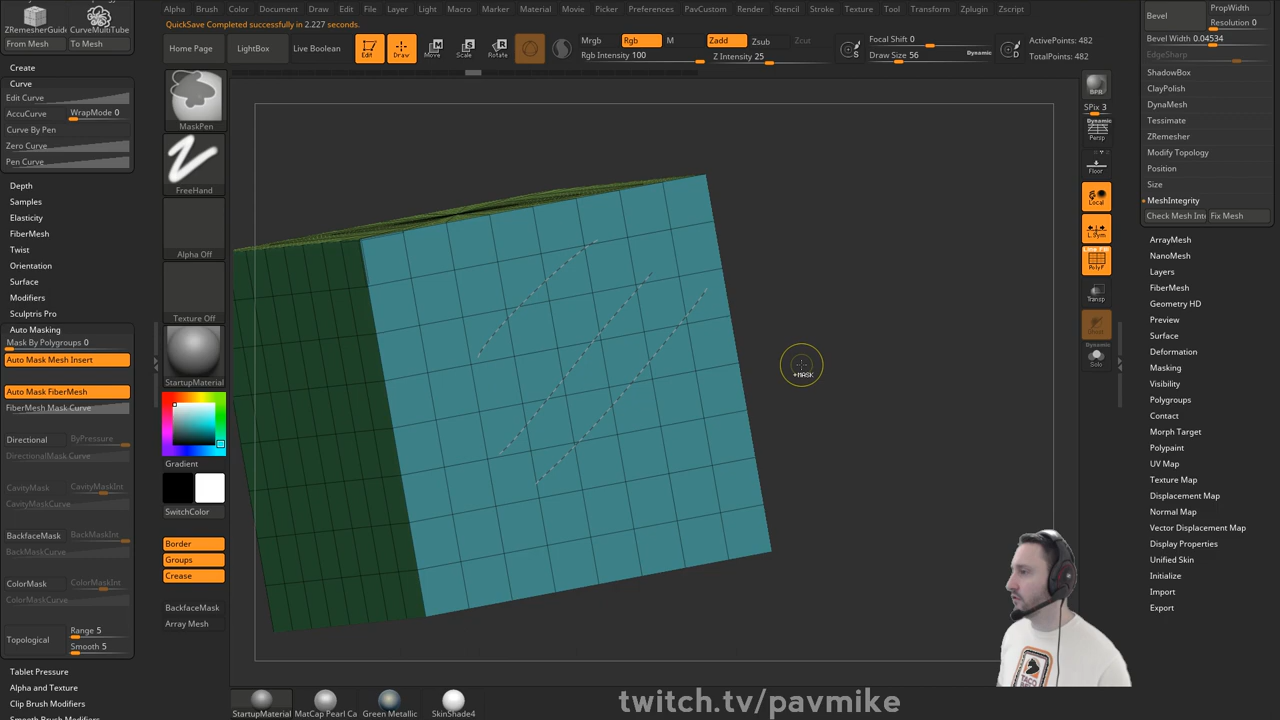 Alpha Brush Color Document Draw Edit File Layer Light Macro Marker Material Movie Picker Preferences PavCustom Render Stencil Stroke Texture Tool Transform Zplugin Zscript
QuickSave Completed successfully in 2.227 seconds.
ZRemesherGuide CurveMultiTube
From Mesh To Mesh
Create
Curve
Edit Curve
AccuCurve WrapMode 0
Curve By Pen
Zero Curve
Pen Curve
Depth
Samples
Elasticity
FiberMesh
Twist
Orientation
Surface
Modifiers
Sculptris Pro
Auto Masking
Mask By Polygroups 0
Auto Mask Mesh Insert
Auto Mask FiberMesh
FiberMesh Mask Curve
Directional ByPressure
DirectionalMask Curve
CavityMask CavityMaskInt
CavityMaskCurve
BackfaceMask BackMaskInt
BackMaskCurve
ColorMask ColorMaskInt
ColorMaskCurve
Topological Range 5
Smooth 5
Tablet Pressure
Alpha and Texture
Clip Brush Modifiers
Smooth Brush Modifiers
Home Page LightBox Live Boolean Edit Draw Move Scale Rotate
Mrgb Rgb M Zadd Zsub Zcut
Rgb Intensity 100 Z Intensity 25
S Focal Shift 0
Draw Size 56 Dynamic D
ActivePoints: 482
TotalPoints: 482
MaskPen
FreeHand
Alpha Off
Texture Off
StartupMaterial
Gradient
SwitchColor
Border
Groups
Crease
BackfaceMask
Array Mesh
+MASK
BPR
SPix 3
Dynamic
Persp
Floor
Local
L.Sym
Line Fill
PolyF
Transp
Ghost
Dynamic
Solo
PropWidth
Bevel Resolution 0
Bevel Width 0.04534
EdgeSharp
ShadowBox
ClayPolish
DynaMesh
Tessimate
ZRemesher
Modify Topology
Position
Size
MeshIntegrity
Check Mesh Int Fix Mesh
ArrayMesh
NanoMesh
Layers
FiberMesh
Geometry HD
Preview
Surface
Deformation
Masking
Visibility
Polygroups
Contact
Morph Target
Polypaint
UV Map
Texture Map
Displacement Map
Normal Map
Vector Displacement Map
Display Properties
Unified Skin
Initialize
Import
Export
StartupMaterial MatCap Pearl Ca Green Metallic SkinShade4
twitch.tv/pavmike